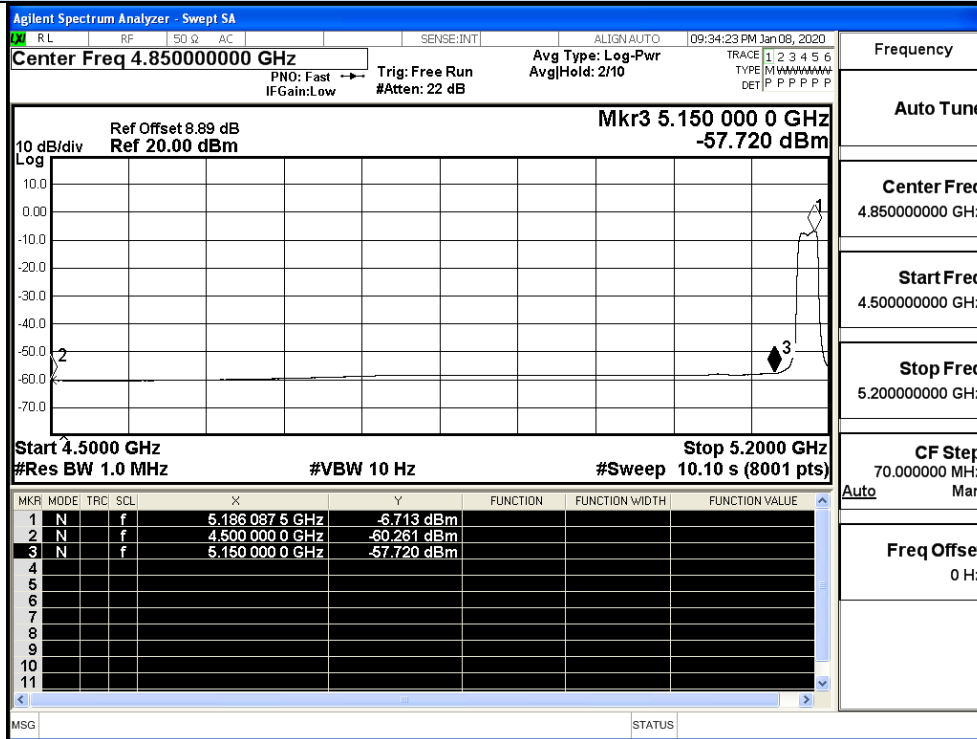 Agilent Spectrum Analyzer - Swept SA
LXI RL RF 50 Ω AC SENSE:INT ALIGN AUTO 09:34:23 PM Jan 08, 2020
Center Freq 4.850000000 GHz
PNO: Fast Trig: Free Run Avg Type: Log-Pwr TRACE 1 2 3 4 5 6
IFGain:Low #Atten: 22 dB Avg|Hold: 2/10 TYPE M
DET P P P P P P
Frequency
Auto Tune
Mkr3 5.150 000 0 GHz
-57.720 dBm
Ref Offset 8.89 dB
10 dB/div Ref 20.00 dBm
Log
10.0
0.00
-10.0
-20.0
-30.0
-40.0
-50.0
-60.0
-70.0
1
2
3
Start 4.5000 GHz Stop 5.2000 GHz
#Res BW 1.0 MHz #VBW 10 Hz #Sweep 10.10 s (8001 pts)
MKR MODE TRC SCL X Y FUNCTION FUNCTION WIDTH FUNCTION VALUE
1 N f 5.186 087 5 GHz -6.713 dBm
2 N f 4.500 000 0 GHz -60.261 dBm
3 N f 5.150 000 0 GHz -57.720 dBm
4
5
6
7
8
9
10
11
Center Freq
4.850000000 GHz
Start Freq
4.500000000 GHz
Stop Freq
5.200000000 GHz
CF Step
70.000000 MHz
Auto Man
Freq Offse
0 Hz
MSG STATUS